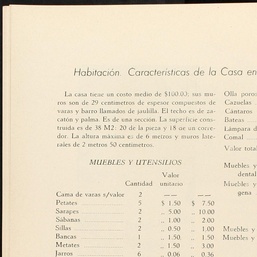 Habitación. Características de la Casa en
La casa tiene un costo medio de $100.03; sus mu-
ros son de 29 centímetros de espesor compuestos de
varas y barro llamados de jaulilla. El techo es de za-
catón y palma. Es de una sección. La superficie cons-
truída es de 38 M2: 20 de la pieza y 18 de un corre-
dor. La altura máxima es de 6 metros y muros late-
rales de 2 metros 50 centímetros.
MUEBLES Y UTENSILIOS
Cantidad Valor unitario
Cama de varas s/valor 2 —— ——
Petates 5 $ 1.50 $ 7.50
Sarapes 2 „ 5.00 „ 10.00
Sábanas 2 „ 1.00 „ 2.00
Sillas 2 „ 0.50 „ 1.00
Bancas 1 „ 1.50 „ 1.50
Metates 2 „ 1.50 „ 3.00
Jarros 6 „ 0.06 „ 0.36
Olla poros
Cazuelas
Cántaros
Bateas
Lámpara d
Comal
Valor total
Muebles y
dental
Muebles y
gena
Muebles y
Muebles y